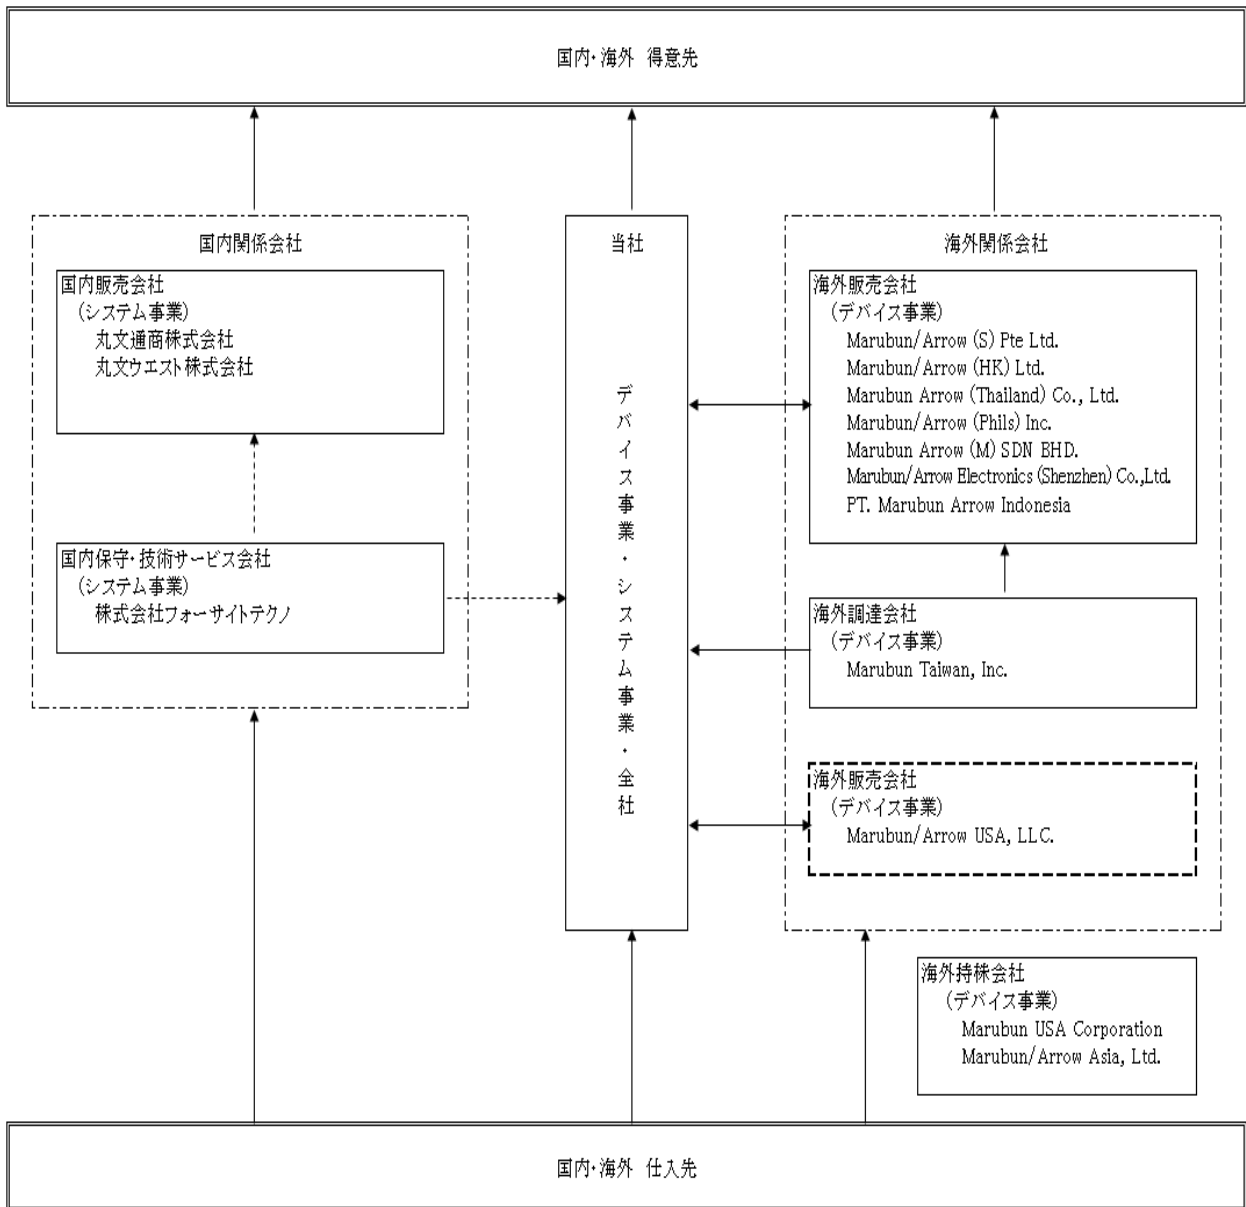 国内・海外 得意先
国内関係会社
国内販売会社
(システム事業)
丸文通商株式会社
丸文ウエスト株式会社
国内保守・技術サービス会社
(システム事業)
株式会社フォーサイトテクノ
当社
デバイス事業・システム事業・全社
海外関係会社
海外販売会社
(デバイス事業)
Marubun/Arrow (S) Pte Ltd.
Marubun/Arrow (HK) Ltd.
Marubun Arrow (Thailand) Co., Ltd.
Marubun/Arrow (Phils) Inc.
Marubun Arrow (M) SDN BHD.
Marubun/Arrow Electronics (Shenzhen) Co.,Ltd.
PT. Marubun Arrow Indonesia
海外調達会社
(デバイス事業)
Marubun Taiwan, Inc.
海外販売会社
(デバイス事業)
Marubun/Arrow USA, LLC.
海外持株会社
(デバイス事業)
Marubun USA Corporation
Marubun/Arrow Asia, Ltd.
国内・海外 仕入先